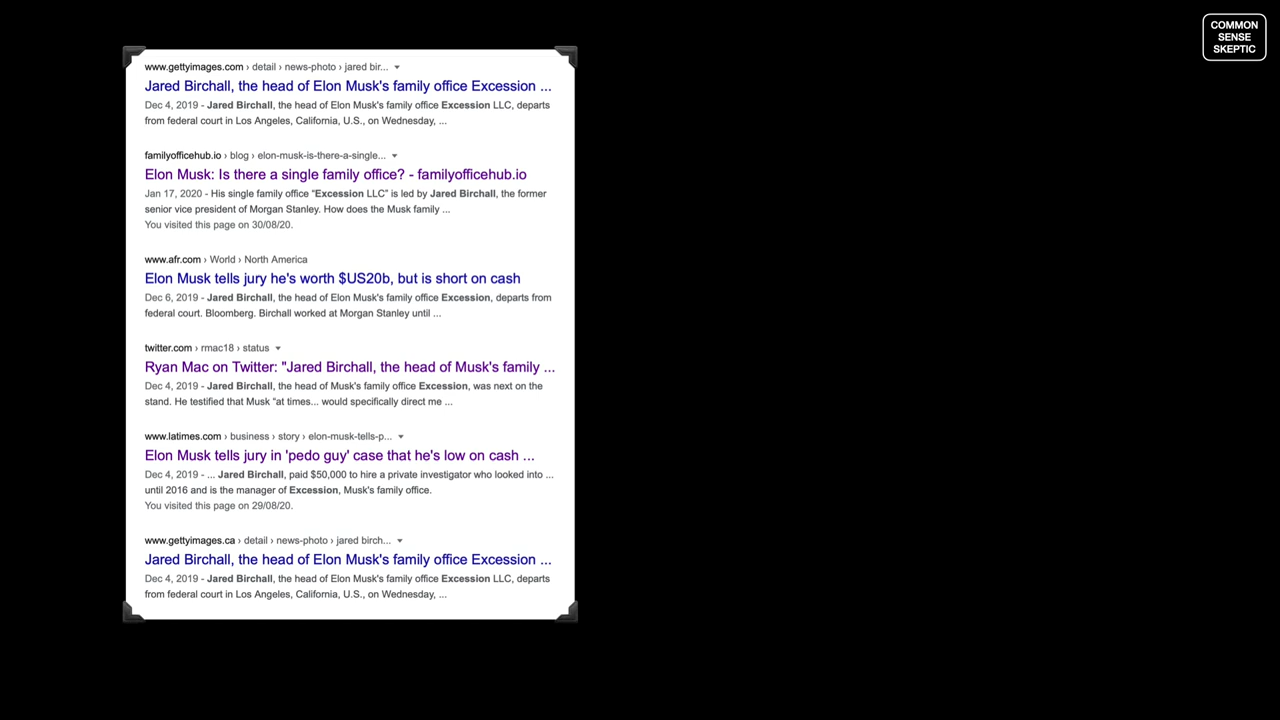 COMMON
SENSE
SKEPTIC
www.gettyimages.com › detail › news-photo › jared bir...
Jared Birchall, the head of Elon Musk's family office Excession ...
Dec 4, 2019 - Jared Birchall, the head of Elon Musk's family office Excession LLC, departs
from federal court in Los Angeles, California, U.S., on Wednesday, ...
familyofficehub.io › blog › elon-musk-is-there-a-single...
Elon Musk: Is there a single family office? - familyofficehub.io
Jan 17, 2020 - His single family office "Excession LLC" is led by Jared Birchall, the former
senior vice president of Morgan Stanley. How does the Musk family ...
You visited this page on 30/08/20.
www.afr.com › World › North America
Elon Musk tells jury he's worth $US20b, but is short on cash
Dec 6, 2019 - Jared Birchall, the head of Elon Musk's family office Excession, departs from
federal court. Bloomberg. Birchall worked at Morgan Stanley until ...
twitter.com › rmac18 › status
Ryan Mac on Twitter: "Jared Birchall, the head of Musk's family ...
Dec 4, 2019 - Jared Birchall, the head of Musk's family office Excession, was next on the
stand. He testified that Musk "at times... would specifically direct me ...
www.latimes.com › business › story › elon-musk-tells-p...
Elon Musk tells jury in 'pedo guy' case that he's low on cash ...
Dec 4, 2019 - ... Jared Birchall, paid $50,000 to hire a private investigator who looked into ...
until 2016 and is the manager of Excession, Musk's family office.
You visited this page on 29/08/20.
www.gettyimages.ca › detail › news-photo › jared birch...
Jared Birchall, the head of Elon Musk's family office Excession ...
Dec 4, 2019 - Jared Birchall, the head of Elon Musk's family office Excession LLC, departs
from federal court in Los Angeles, California, U.S., on Wednesday, ...